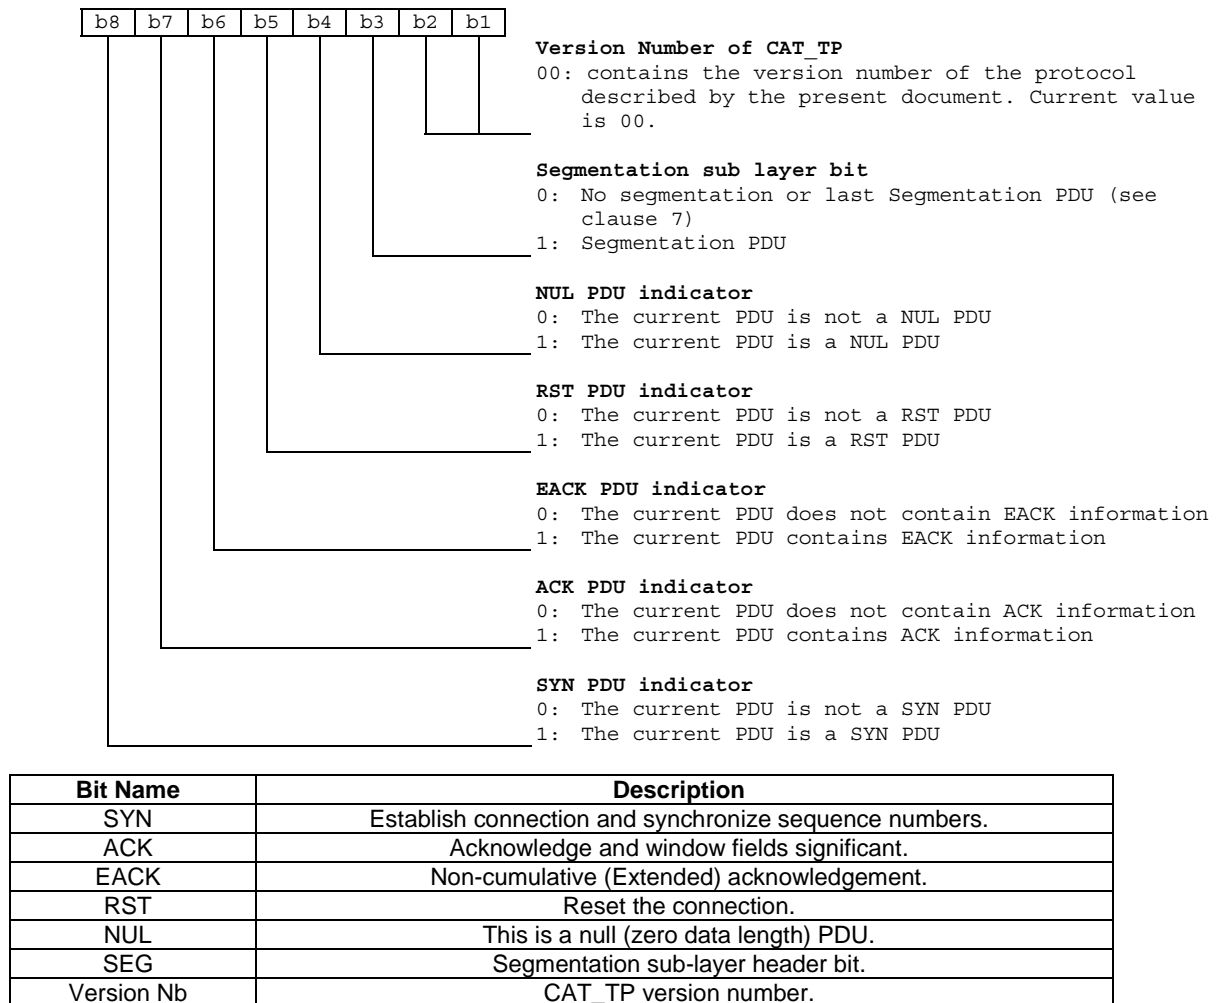 b8 b7 b6 b5 b4 b3 b2 b1
Version Number of CAT_TP
00: contains the version number of the protocol
described by the present document. Current value
is 00.
Segmentation sub layer bit
0: No segmentation or last Segmentation PDU (see
clause 7)
1: Segmentation PDU
NUL PDU indicator
0: The current PDU is not a NUL PDU
1: The current PDU is a NUL PDU
RST PDU indicator
0: The current PDU is not a RST PDU
1: The current PDU is a RST PDU
EACK PDU indicator
0: The current PDU does not contain EACK information
1: The current PDU contains EACK information
ACK PDU indicator
0: The current PDU does not contain ACK information
1: The current PDU contains ACK information
SYN PDU indicator
0: The current PDU is not a SYN PDU
1: The current PDU is a SYN PDU
Bit Name Description
SYN Establish connection and synchronize sequence numbers.
ACK Acknowledge and window fields significant.
EACK Non-cumulative (Extended) acknowledgement.
RST Reset the connection.
NUL This is a null (zero data length) PDU.
SEG Segmentation sub-layer header bit.
Version Nb CAT_TP version number.